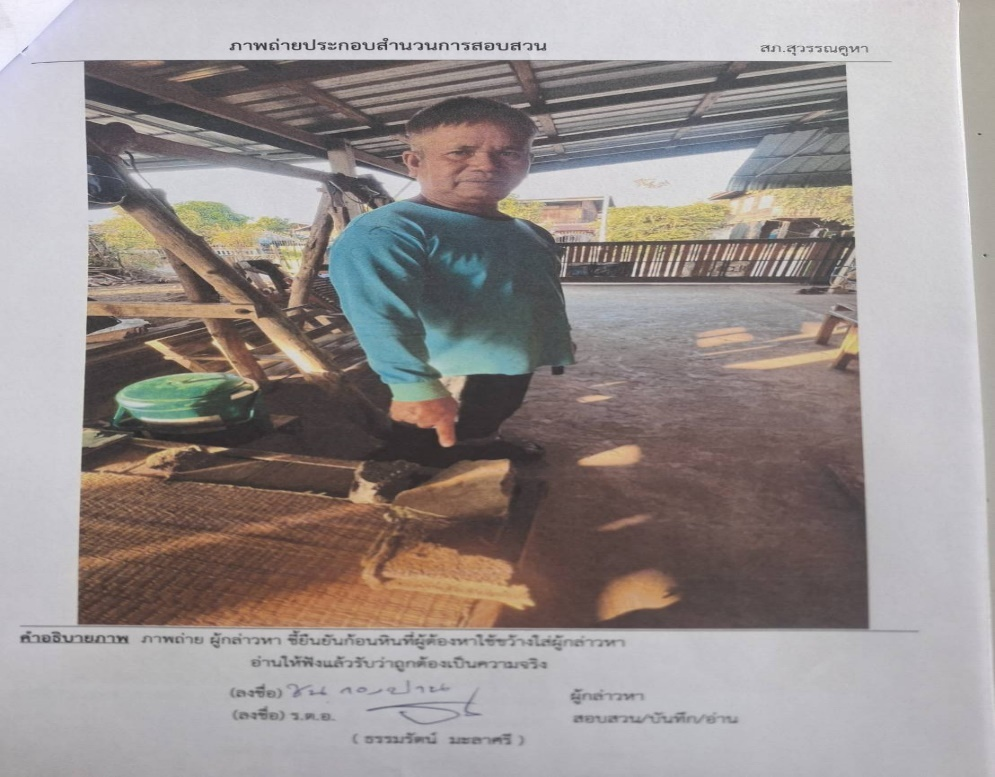 ภาพถ่ายประกอบสำนวนการสอบสวน สภ.สุวรรณคูหา
คำอธิบายภาพ ภาพถ่าย ผู้กล่าวหา ชี้ยืนยันก้อนหินที่ผู้ต้องหาใช้ขว้างใส่ผู้กล่าวหา
อ่านให้ฟังแล้วรับว่าถูกต้องเป็นความจริง
(ลงชื่อ) ผู้กล่าวหา
(ลงชื่อ) ร.ต.อ. สอบสวน/บันทึก/อ่าน
( ธรรมรัตน์ มะลาศรี )